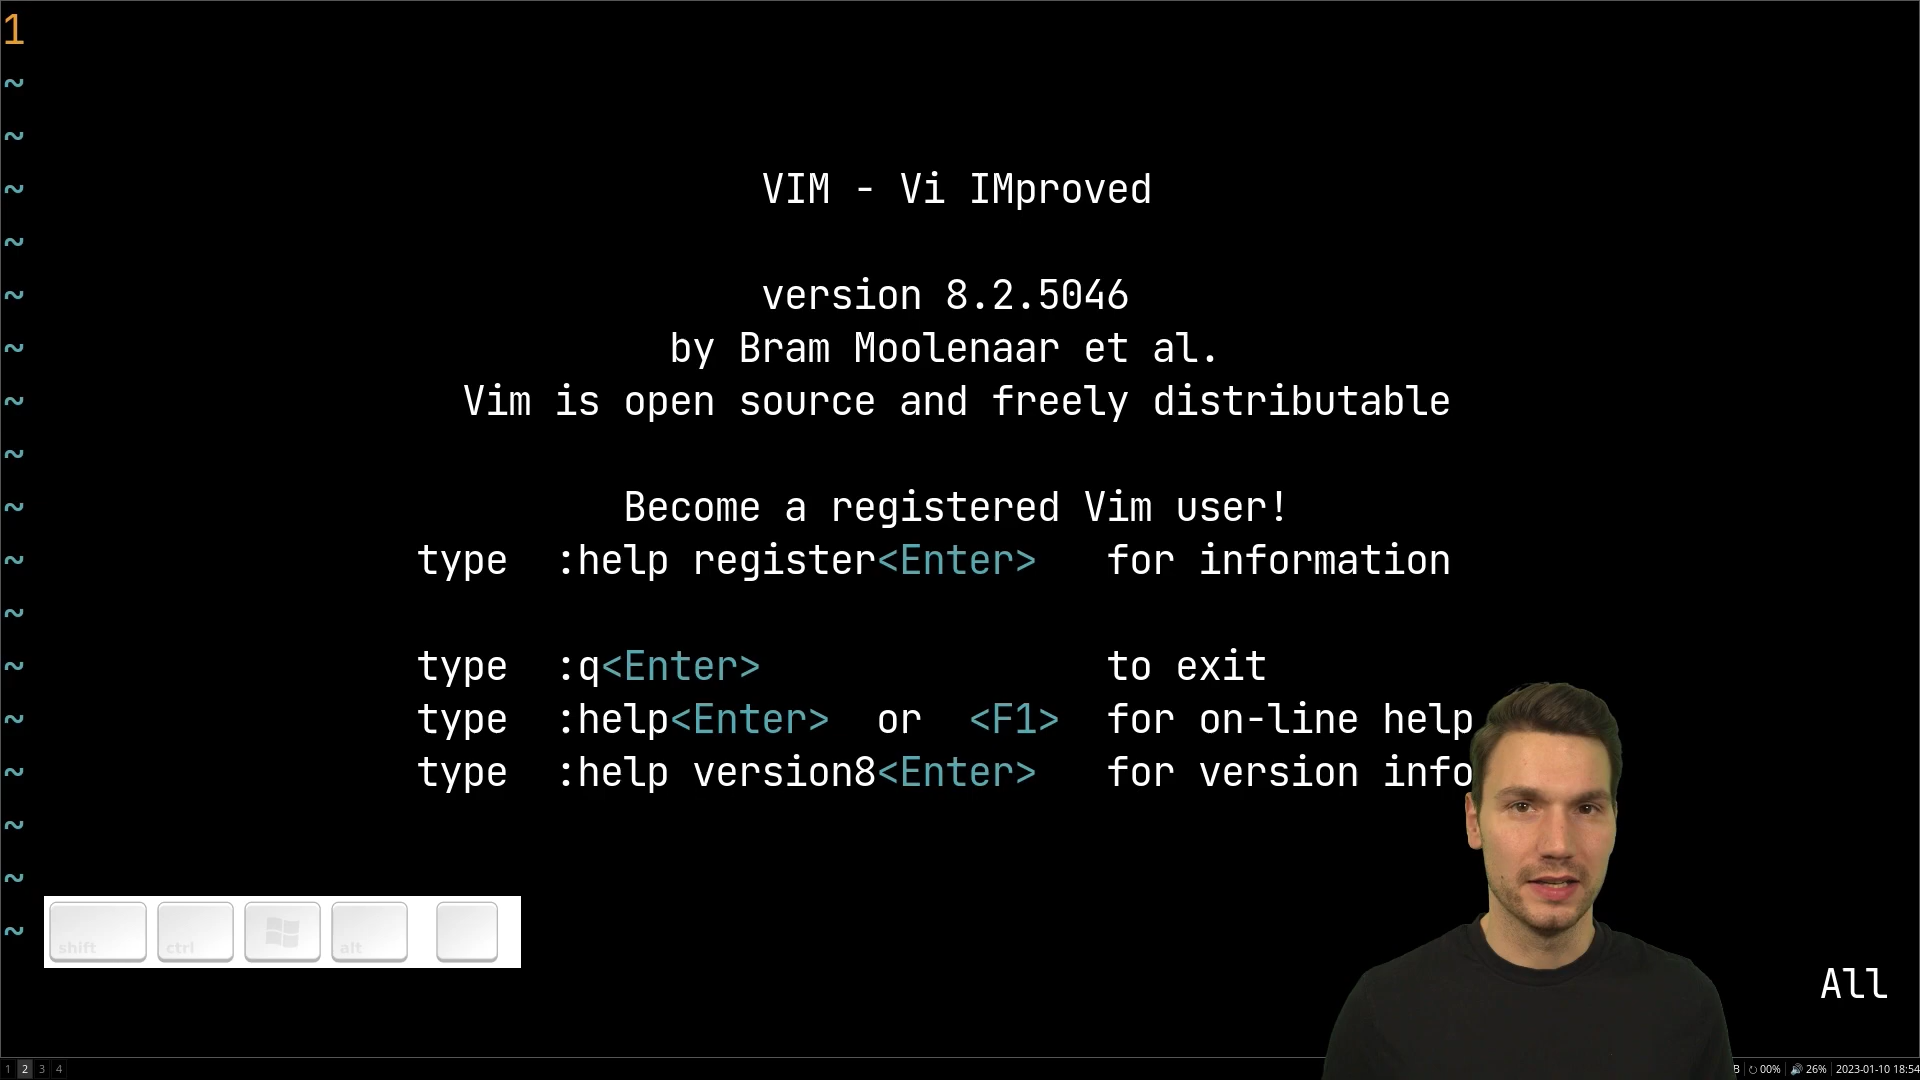 1
~
~
~ VIM - Vi IMproved
~
~ version 8.2.5046
~ by Bram Moolenaar et al.
~ Vim is open source and freely distributable
~
~ Become a registered Vim user!
~ type :help register<Enter> for information
~
~ type :q<Enter> to exit
~ type :help<Enter> or <F1> for on-line help
~ type :help version8<Enter> for version info
~
~
~
shift ctrl alt
All
1 2 3 4 B 00% 26% 2023-01-10 18:54